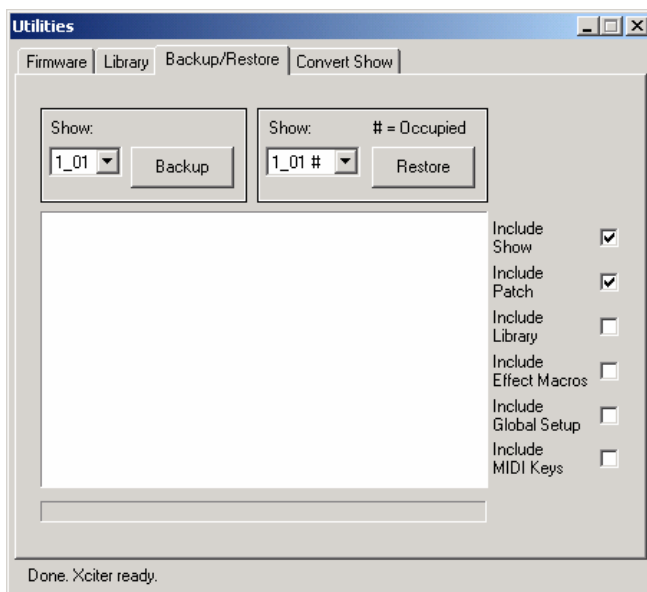 Utilities
Firmware Library Backup/Restore Convert Show
Show: Show: # = Occupied
1_01 Backup 1_01 # Restore
Include
Show
Include
Patch
Include
Library
Include
Effect Macros
Include
Global Setup
Include
MIDI Keys
Done. Xciter ready.